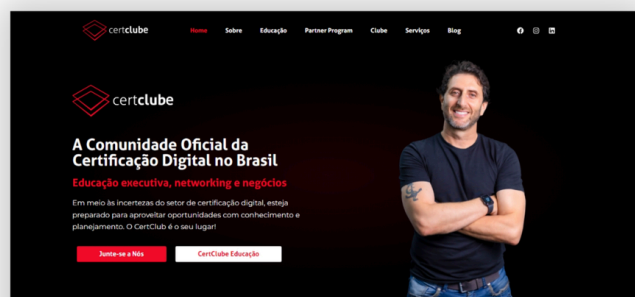 certclube
Home Sobre Educação Partner Program Clube Serviços Blog
certclube
A Comunidade Oficial da
Certificação Digital no Brasil
Educação executiva, networking e negócios
Em meio às incertezas do setor de certificação digital, esteja
preparado para aproveitar oportunidades com conhecimento e
planejamento. O CertClub é o seu lugar!
Junte-se a Nós CertClube Educação